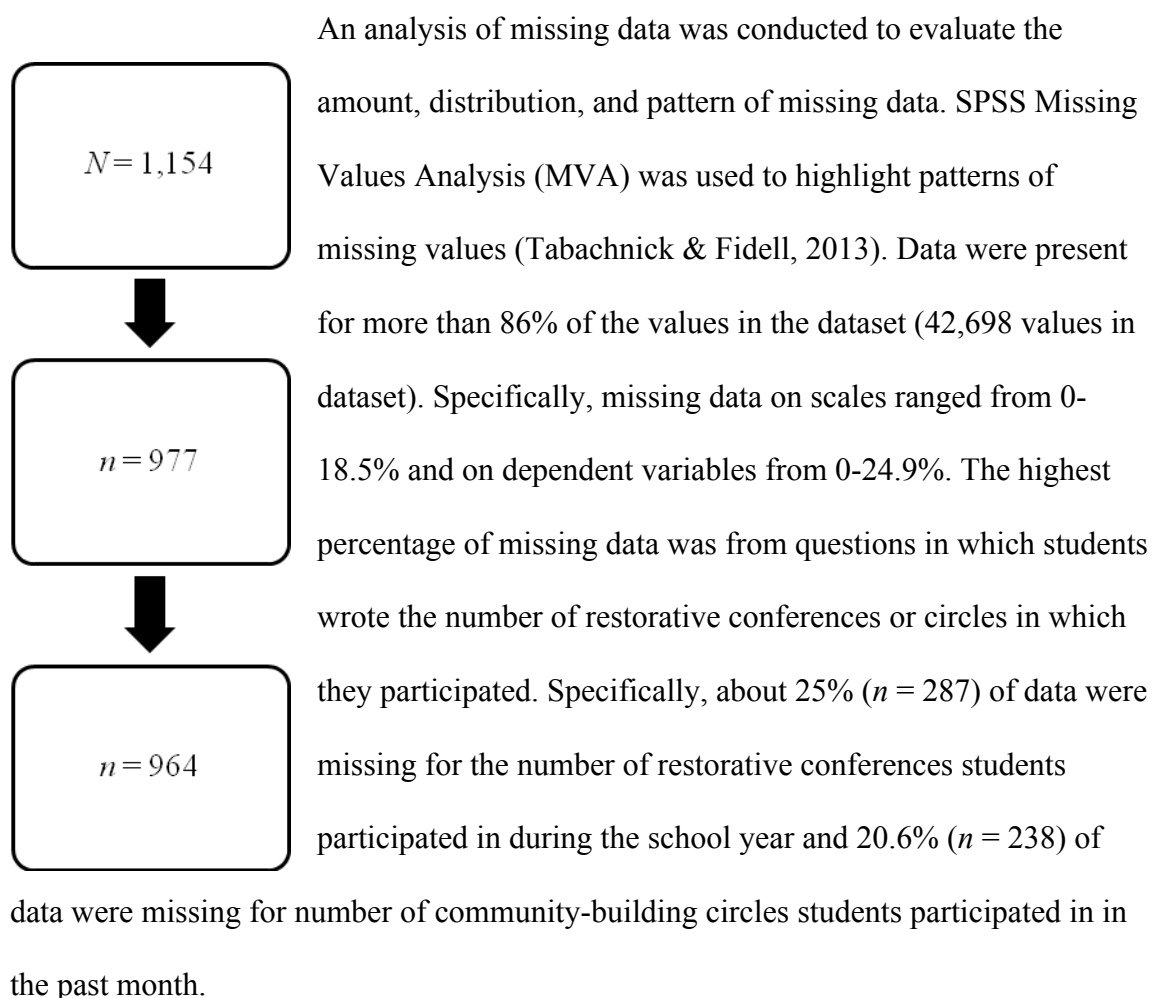 An analysis of missing data was conducted to evaluate the
amount, distribution, and pattern of missing data. SPSS Missing
Values Analysis (MVA) was used to highlight patterns of
missing values (Tabachnick & Fidell, 2013). Data were present
for more than 86% of the values in the dataset (42,698 values in
dataset). Specifically, missing data on scales ranged from 0-
18.5% and on dependent variables from 0-24.9%. The highest
percentage of missing data was from questions in which students
wrote the number of restorative conferences or circles in which
they participated. Specifically, about 25% (n = 287) of data were
missing for the number of restorative conferences students
participated in during the school year and 20.6% (n = 238) of
data were missing for number of community-building circles students participated in in
the past month.
N = 1,154
n = 977
n = 964